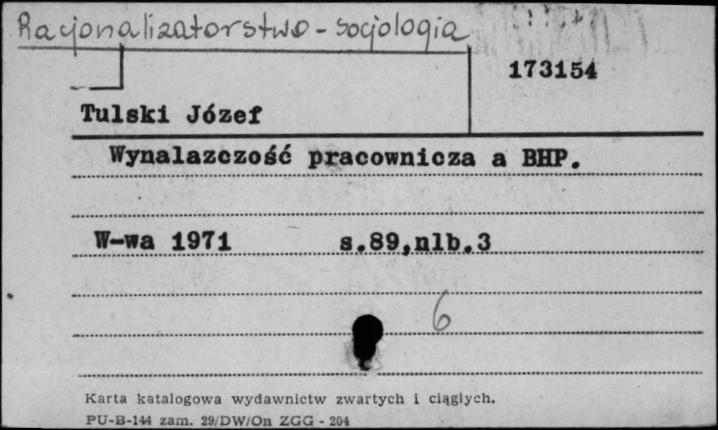 Racjonalizatorstwo - socjologia
173154
Tulski Józef
Wynalazczość pracownicza a BHP.
W-wa 1971 s.89,nlb.3
6
Karta katalogowa wydawnictw zwartych i ciągłych.
PU-B-144 zam. 29/DW/On ZGG - 204